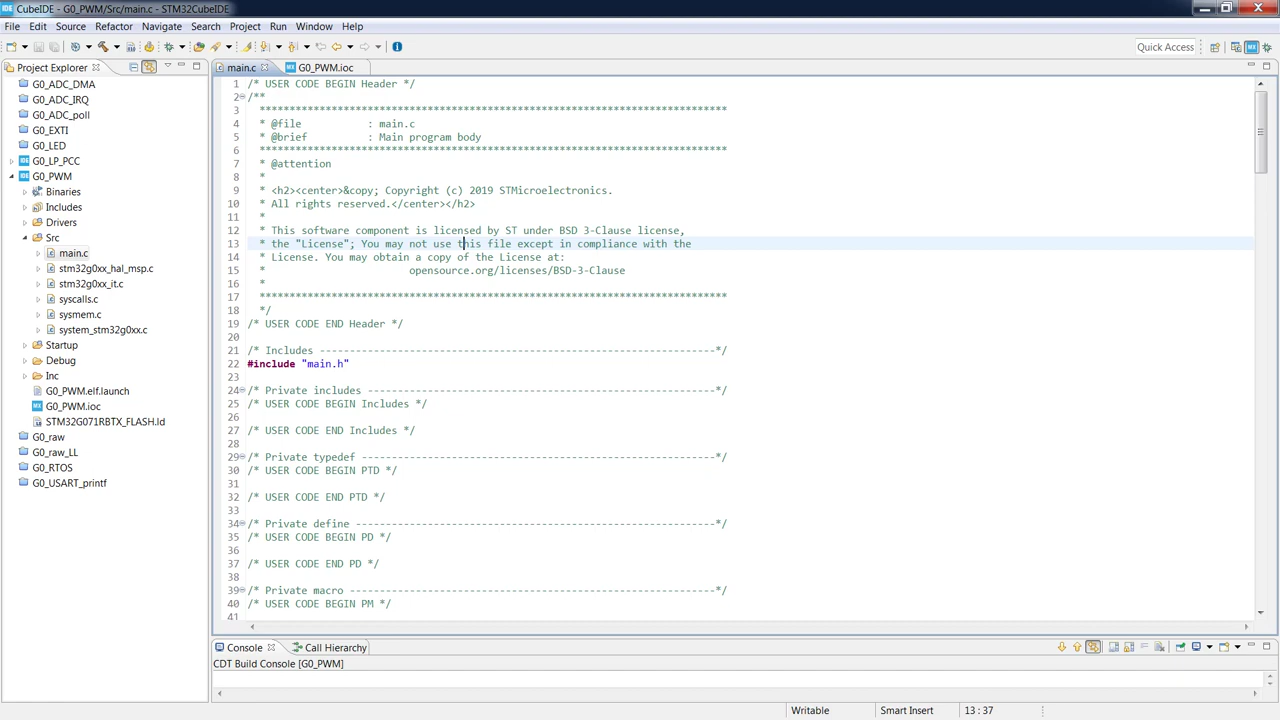 IDE CubeIDE - G0_PWM/Src/main.c - STM32CubeIDE
File Edit Source Refactor Navigate Search Project Run Window Help
Quick Access
Project Explorer
G0_ADC_DMA
G0_ADC_IRQ
G0_ADC_poll
G0_EXTI
G0_LED
IDE G0_LP_PCC
IDE G0_PWM
Binaries
Includes
Drivers
Src
main.c
stm32g0xx_hal_msp.c
stm32g0xx_it.c
syscalls.c
sysmem.c
system_stm32g0xx.c
Startup
Debug
Inc
G0_PWM.elf.launch
MX G0_PWM.ioc
STM32G071RBTX_FLASH.ld
G0_raw
G0_raw_LL
G0_RTOS
G0_USART_printf
main.c MX G0_PWM.ioc
1 /* USER CODE BEGIN Header */
2 /**
3 ******************************************************************************
4 * @file : main.c
5 * @brief : Main program body
6 ******************************************************************************
7 * @attention
8 *
9 * <h2><center>&copy; Copyright (c) 2019 STMicroelectronics.
10 * All rights reserved.</center></h2>
11 *
12 * This software component is licensed by ST under BSD 3-Clause license,
13 * the "License"; You may not use this file except in compliance with the
14 * License. You may obtain a copy of the License at:
15 * opensource.org/licenses/BSD-3-Clause
16 *
17 ******************************************************************************
18 */
19 /* USER CODE END Header */
20
21 /* Includes ------------------------------------------------------------------*/
22 #include "main.h"
23
24 /* Private includes ----------------------------------------------------------*/
25 /* USER CODE BEGIN Includes */
26
27 /* USER CODE END Includes */
28
29 /* Private typedef -----------------------------------------------------------*/
30 /* USER CODE BEGIN PTD */
31
32 /* USER CODE END PTD */
33
34 /* Private define ------------------------------------------------------------*/
35 /* USER CODE BEGIN PD */
36
37 /* USER CODE END PD */
38
39 /* Private macro -------------------------------------------------------------*/
40 /* USER CODE BEGIN PM */
41
Console Call Hierarchy
CDT Build Console [G0_PWM]
Writable Smart Insert 13 : 37